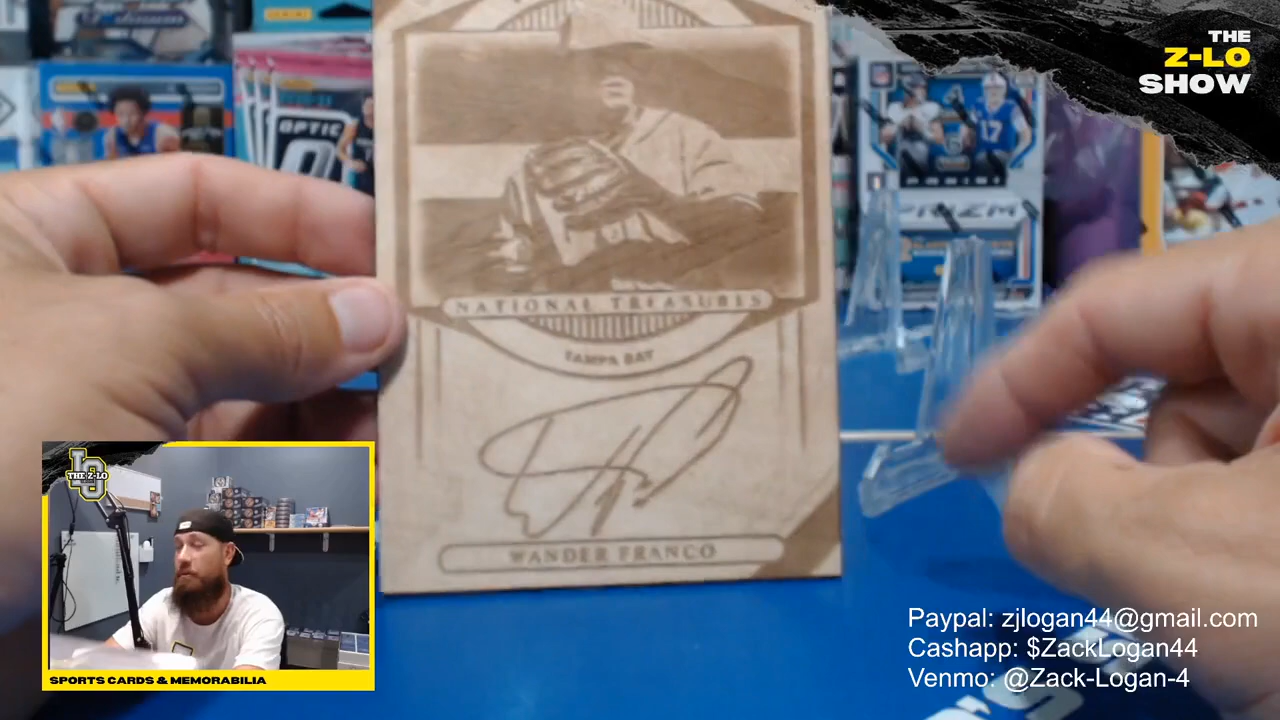 THE
Z-LO
SHOW
OPTIC
PRIZM
17
NATIONAL TREASURES
TAMPA BAY
WANDER FRANCO
THE Z-LO
SPORTS CARDS & MEMORABILIA
Paypal: zjlogan44@gmail.com
Cashapp: $ZackLogan44
Venmo: @Zack-Logan-4